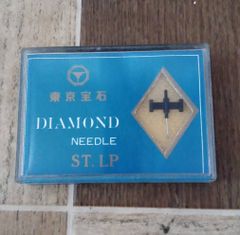 東京宝石
DIAMOND
NEEDLE
ST. LP